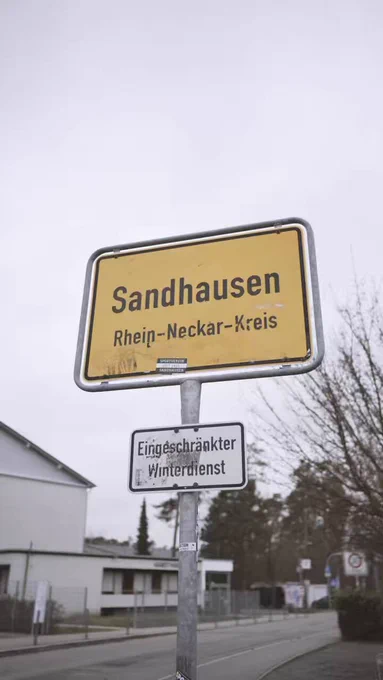 Sandhausen
Rhein-Neckar-Kreis
Eingeschränkter
Winterdienst